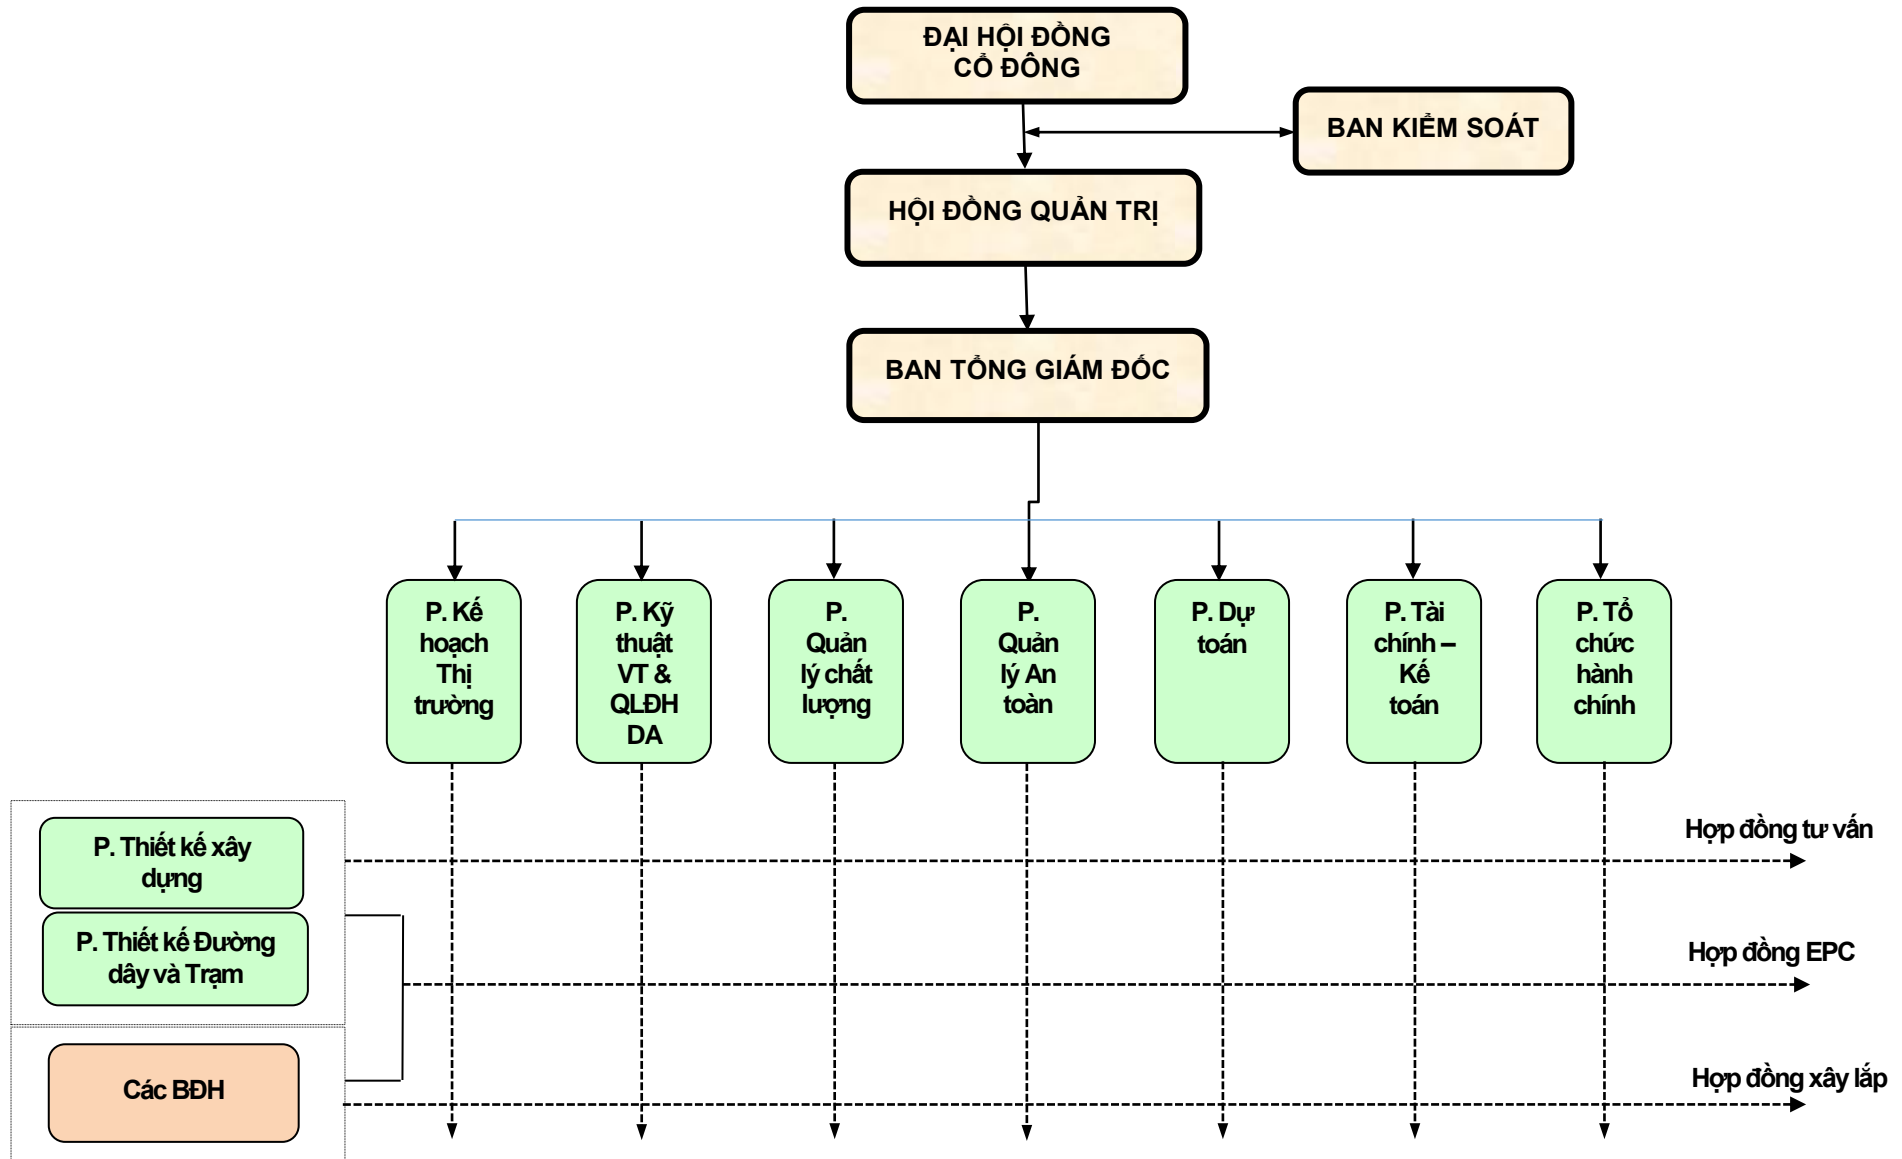 ĐẠI HỘI ĐỒNG
CỔ ĐÔNG
BAN KIỂM SOÁT
HỘI ĐỒNG QUẢN TRỊ
BAN TỔNG GIÁM ĐỐC
P. Kế
hoạch
Thị
trường
P. Kỹ
thuật
VT &
QLĐH
DA
P.
Quản
lý chất
lượng
P.
Quản
lý An
toàn
P. Dự
toán
P. Tài
chính –
Kế
toán
P. Tổ
chức
hành
chính
P. Thiết kế xây
dựng
Hợp đồng tư vấn
P. Thiết kế Đường
dây và Trạm
Hợp đồng EPC
Các BĐH
Hợp đồng xây lắp